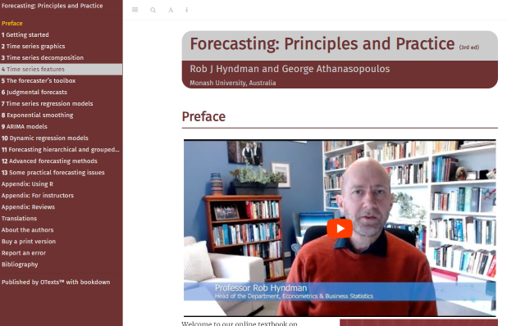 Forecasting: Principles and Practice
Preface
1 Getting started
2 Time series graphics
3 Time series decomposition
4 Time series features
5 The forecaster's toolbox
6 Judgmental forecasts
7 Time series regression models
8 Exponential smoothing
9 ARIMA models
10 Dynamic regression models
11 Forecasting hierarchical and grouped...
12 Advanced forecasting methods
13 Some practical forecasting issues
Appendix: Using R
Appendix: For instructors
Appendix: Reviews
Translations
About the authors
Buy a print version
Report an error
Bibliography
Published by OTexts™ with bookdown
A
Forecasting: Principles and Practice (3rd ed)
Rob J Hyndman and George Athanasopoulos
Monash University, Australia
Preface
Professor Rob Hyndman
Head of the Department, Econometrics & Business Statistics
Welcome to our online textbook on